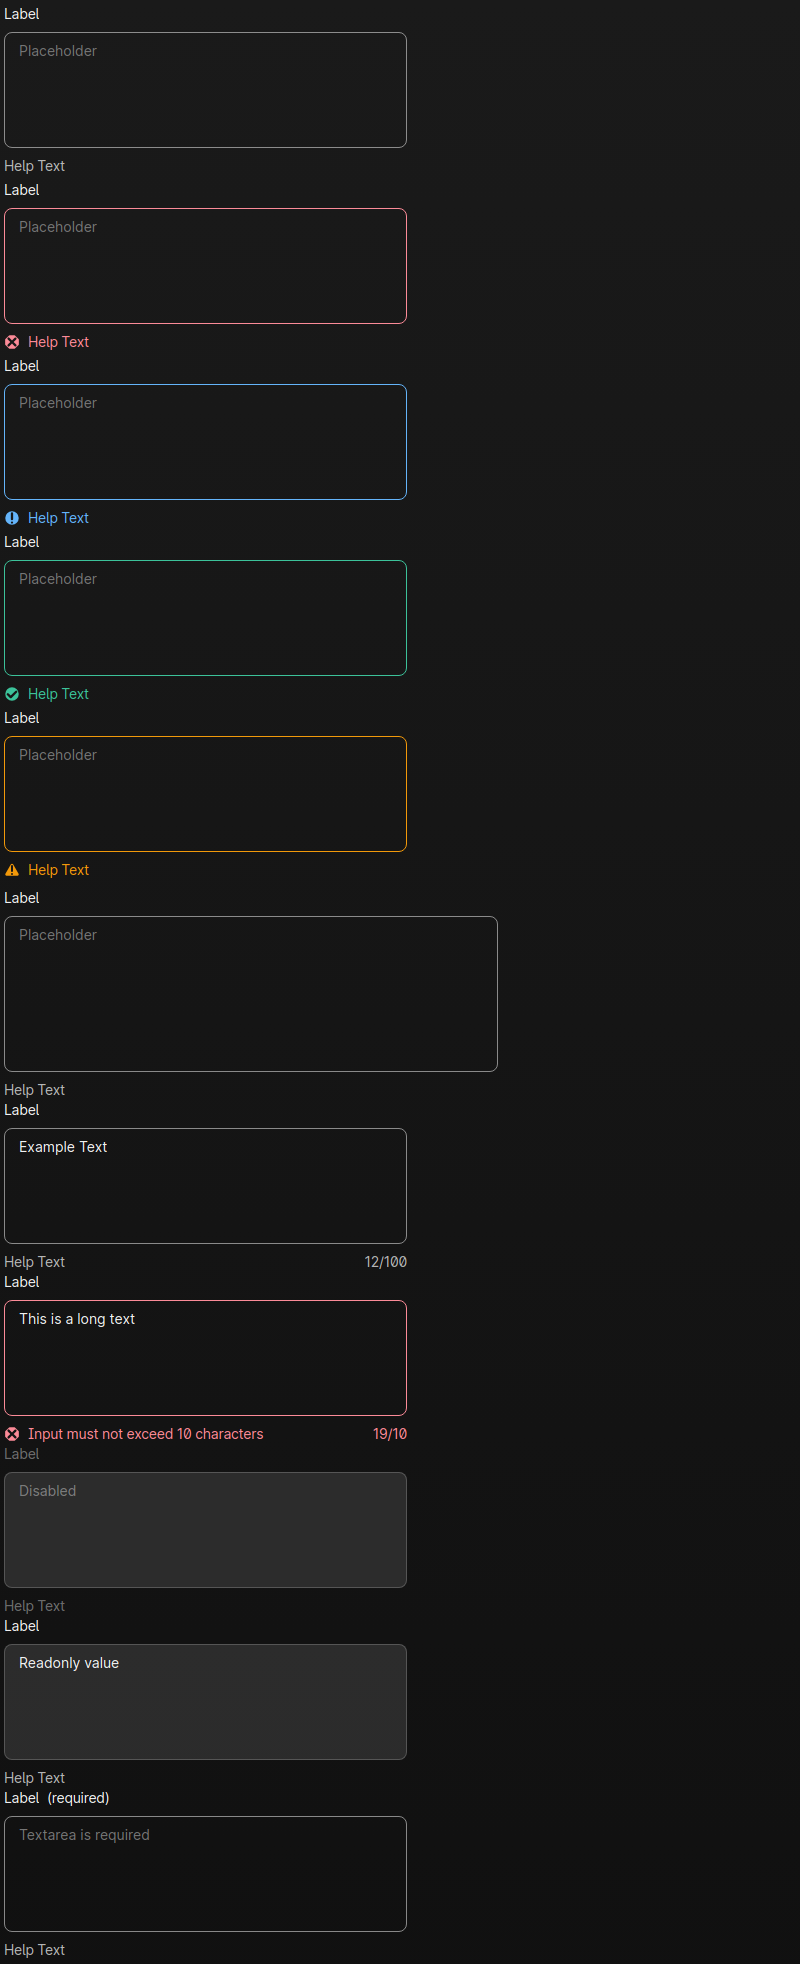 Label
Placeholder
Help Text
Label
Placeholder
Help Text
Label
Placeholder
Help Text
Label
Placeholder
Help Text
Label
Placeholder
Help Text
Label
Placeholder
Help Text
Label
Example Text
Help Text 12/100
Label
This is a long text
Input must not exceed 10 characters 19/10
Label
Disabled
Help Text
Label
Readonly value
Help Text
Label (required)
Textarea is required
Help Text